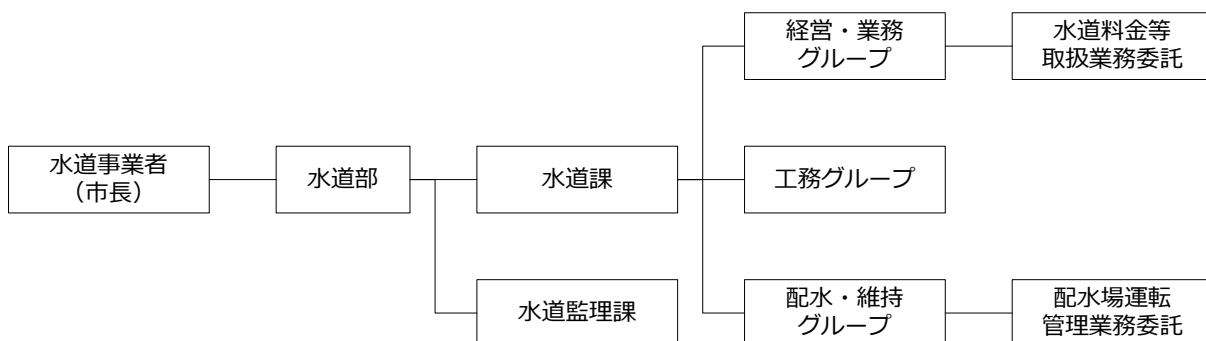 経営・業務
グループ
水道料金等
取扱業務委託
水道事業者
（市長）
水道部
水道課
工務グループ
水道監理課
配水・維持
グループ
配水場運転
管理業務委託